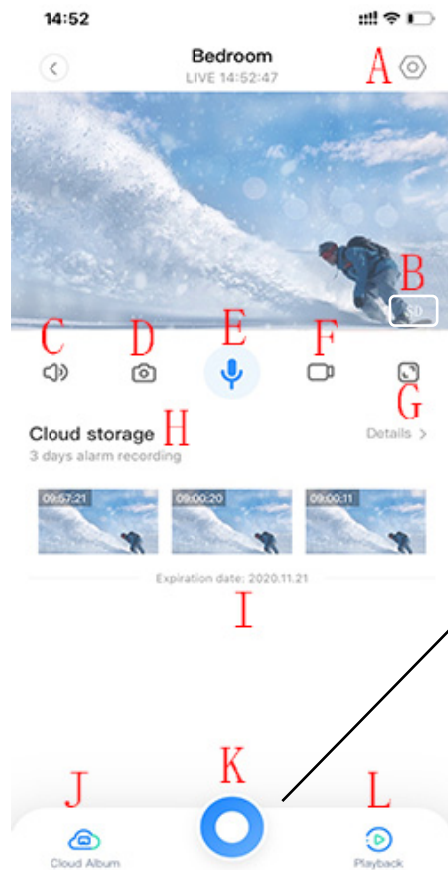 14:52
Bedroom
LIVE 14:52:47
A
B
SD
C D E F
G
Cloud storage H Details >
3 days alarm recording
09:57:21 09:00:20 09:00:11
Expiration date: 2020.11.21
I
J K L
Cloud Album Playback